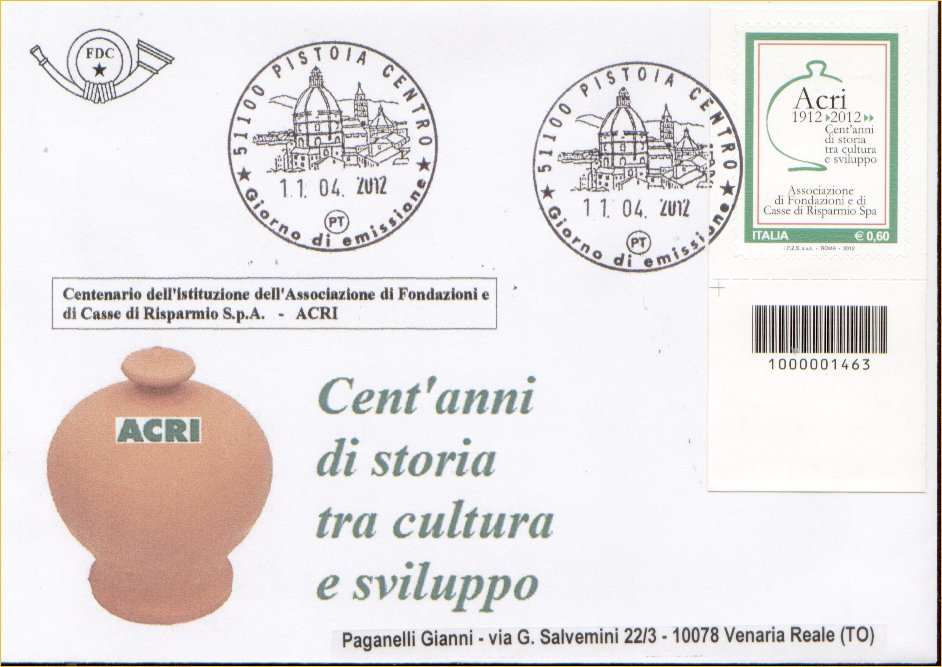 FDC
51100 PISTOIA CENTRO
11.04.2012
PT
Giorno di emissione
51100 PISTOIA CENTRO
11.04.2012
PT
Giorno di emissione
Acri
1912 2012
Cent'anni
di storia
tra cultura
e sviluppo
Associazione
di Fondazioni e di
Casse di Risparmio Spa
ITALIA €0,60
I.P.Z.S. S.p.A. - ROMA - 2012
1000001463
Centenario dell'istituzione dell'Associazione di Fondazioni e
di Casse di Risparmio S.p.A. - ACRI
ACRI
Cent'anni
di storia
tra cultura
e sviluppo
Paganelli Gianni - via G. Salvemini 22/3 - 10078 Venaria Reale (TO)